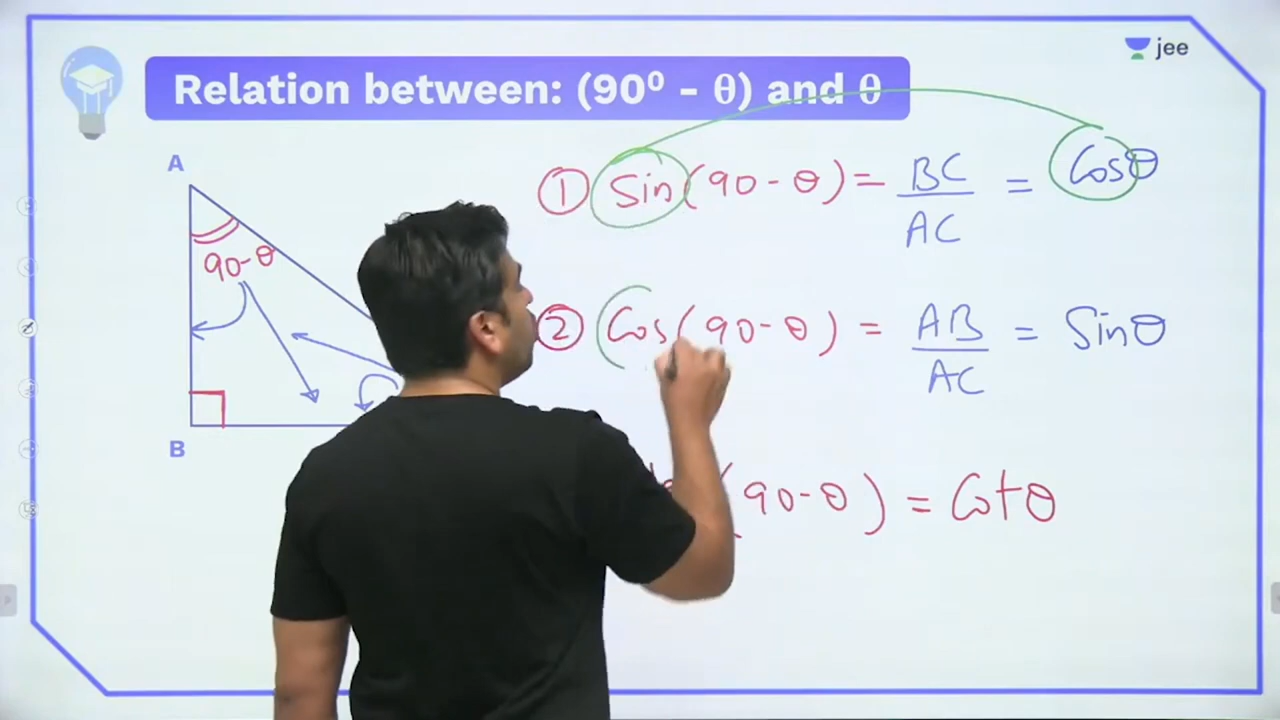 Relation between: (90⁰ - θ) and θ
jee
A
90-θ
B
① Sin(90-θ) = BC/AC = Cosθ
② Cos(90-θ) = AB/AC = Sinθ
(90-θ) = Cotθ